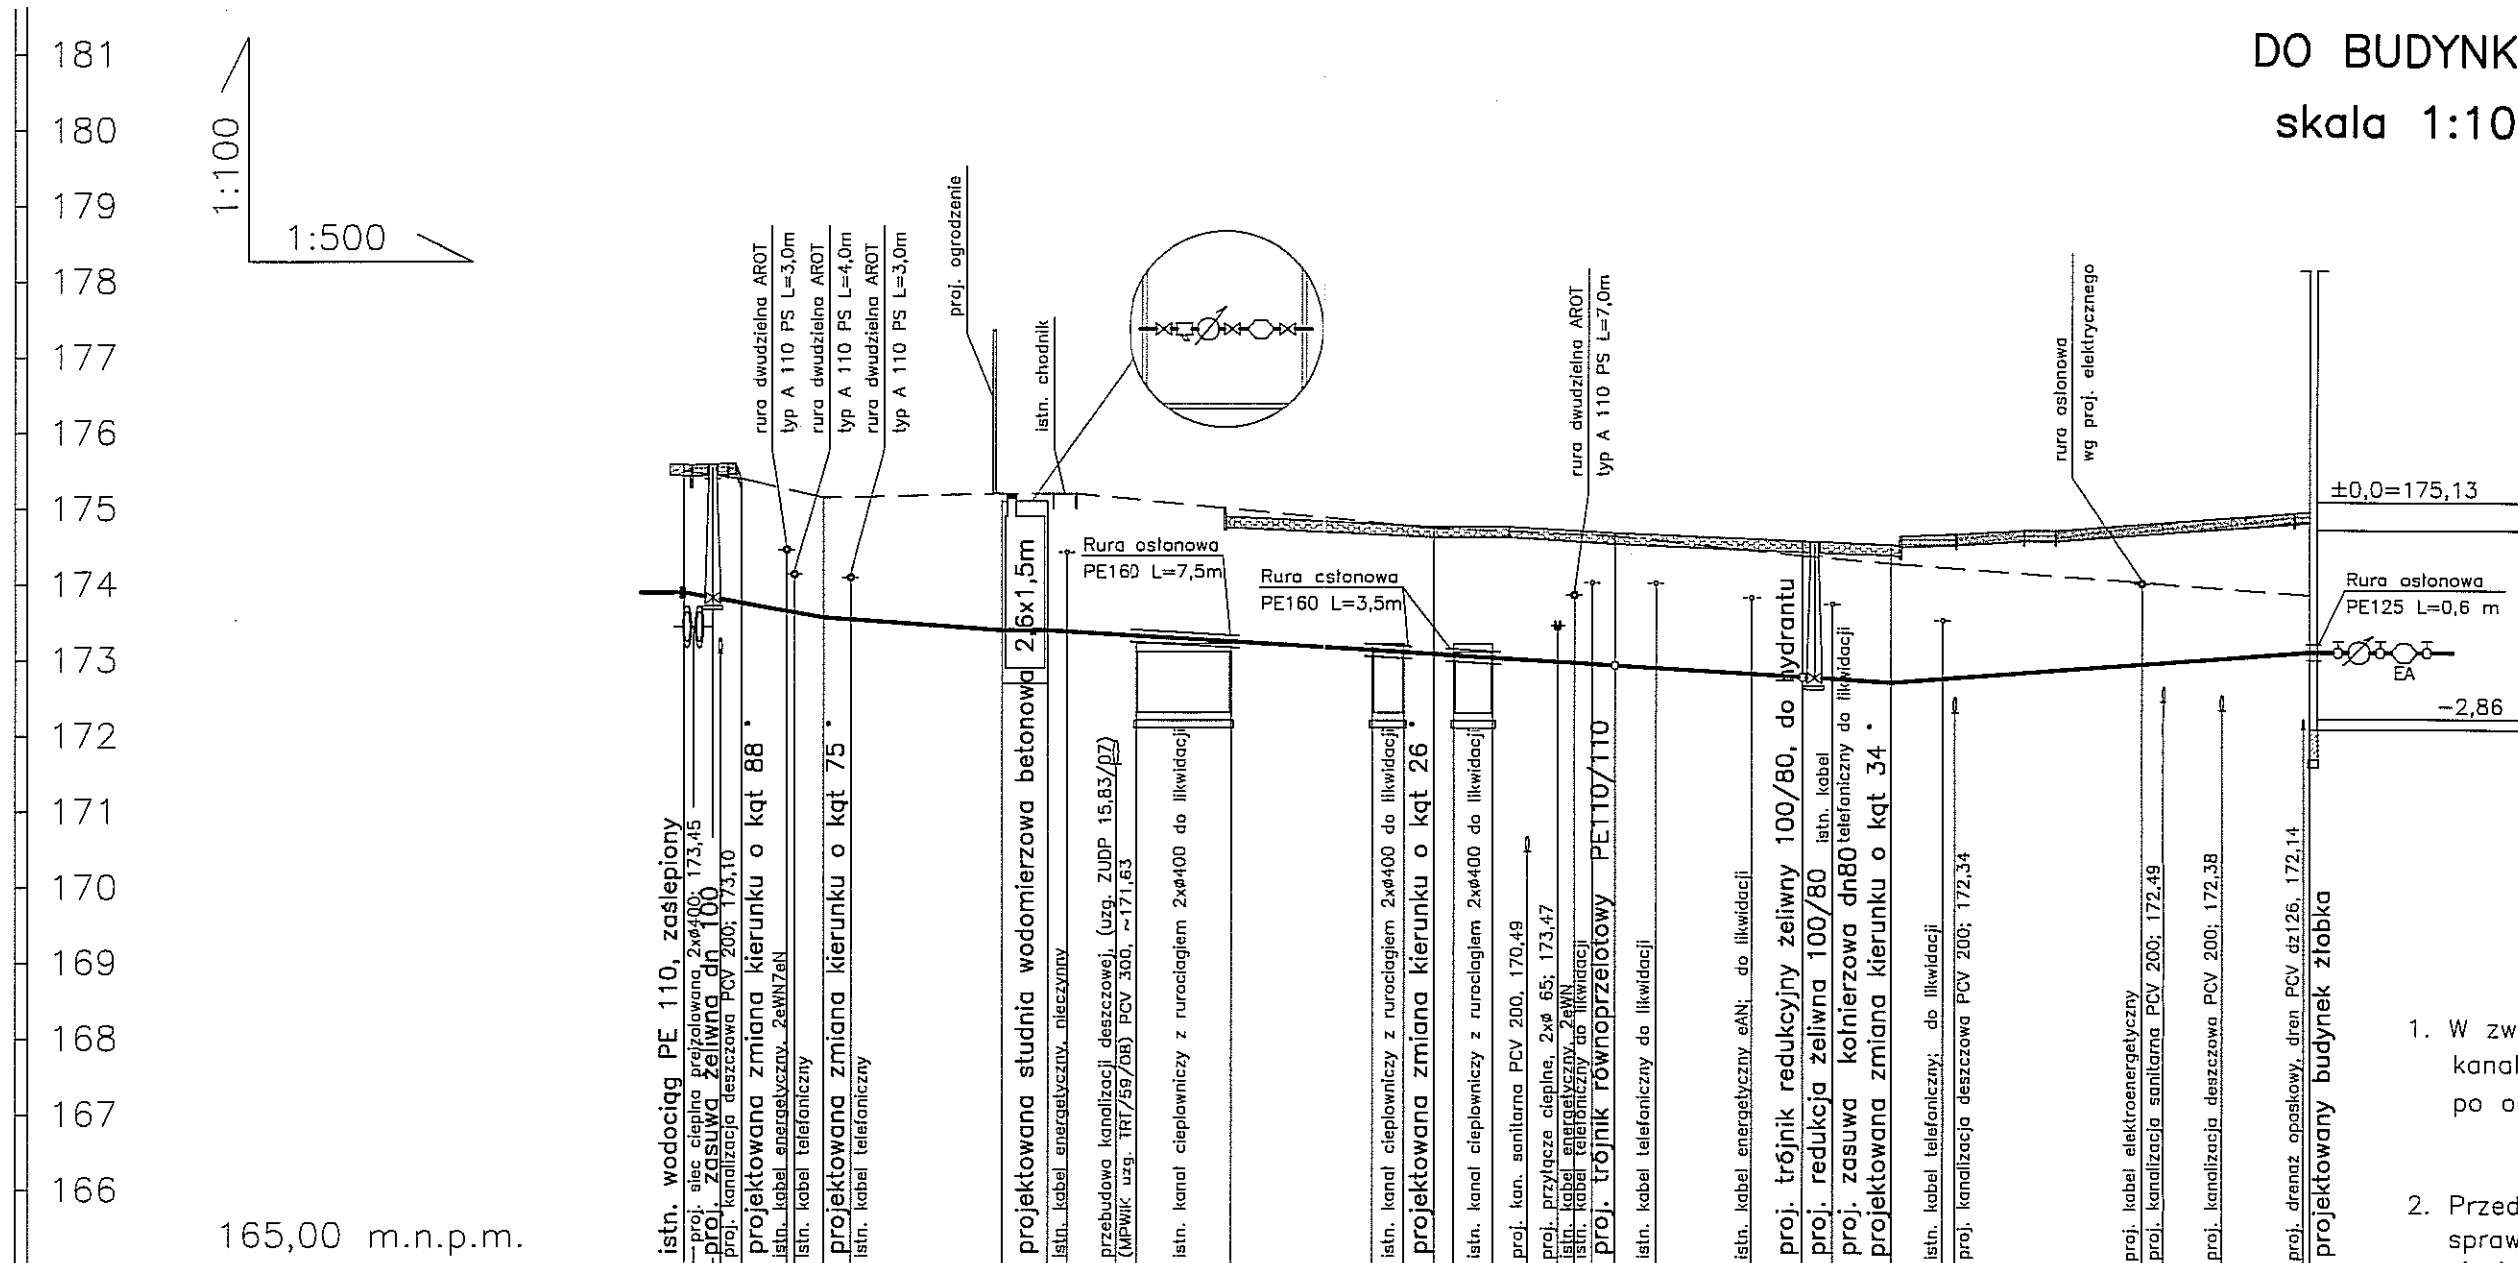 DO BUDYNK
skala 1:10
181
180
179
178
177
176
175
174
173
172
171
170
169
168
167
166
165,00 m.n.p.m.
1:100
1:500
rura dwudzielna AROT
typ A 110 PS L=3,0m
rura dwudzielna AROT
typ A 110 PS L=4,0m
rura dwudzielna AROT
typ A 110 PS L=3,0m
proj. ogrodzenie
istn. chodnik
rura dwudzielna AROT
typ A 110 PS L=7,0m
rura osłonowa
wg proj. elektrycznego
±0,0=175,13
Rura osłonowa
PE160 L=7,5m
Rura osłonowa
PE160 L=3,5m
Rura osłonowa
PE125 L=0,6 m
EA
-2,86
istn. wodociąg PE 110, zaślepiony
proj. siec cieplna preizolowana 2xø400; 173,45
proj. zasuwa żeliwna dn 100
proj. kanalizacja deszczowa PCV 200; 173,10
projektowana zmiana kierunku o kąt 88°
istn. kabel energetyczny, 2eWN7eN
istn. kabel telefoniczny
projektowana zmiana kierunku o kąt 75°
istn. kabel telefoniczny
projektowana studnia wodomierzowa betonowa 2,6x1,5m
istn. kabel energetyczny, nieczynny
przebudowa kanalizacji deszczowej, (uzg. ZUDP 15,83/07)
(MPWiK uzg. TRT/59/08) PCV 300, ~171,63
istn. kanał ciepłowniczy z rurociągiem 2xø400 do likwidacji
istn. kanał ciepłowniczy z rurociągiem 2xø400 do likwidacji
projektowana zmiana kierunku o kąt 26°
istn. kanał ciepłowniczy z rurociągiem 2xø400 do likwidacji
proj. kan. sanitarna PCV 200, 170,49
proj. przyłącze cieplne, 2xø 65; 173,47
istn. kabel energetyczny, 2eWN
istn. kabel telefoniczny do likwidacji
proj. trójnik równoprzelotowy PE110/110
istn. kabel telefoniczny do likwidacji
istn. kabel energetyczny eAN; do likwidacji
proj. trójnik redukcyjny żeliwny 100/80, do hydrantu
proj. redukcja żeliwna 100/80
istn. kabel telefoniczny do likwidacji
proj. zasuwa kołnierzowa dn80
projektowana zmiana kierunku o kąt 34°
istn. kabel telefoniczny; do likwidacji
proj. kanalizacja deszczowa PCV 200; 172,34
proj. kabel elektroenergetyczny
proj. kanalizacja sanitarna PCV 200; 172,49
proj. kanalizacja deszczowa PCV 200; 172,38
proj. drenaż opaskowy, dren PCV dz126, 172,14
projektowany budynek żłobka
1. W zw
kanal
po o
2. Przed
spraw